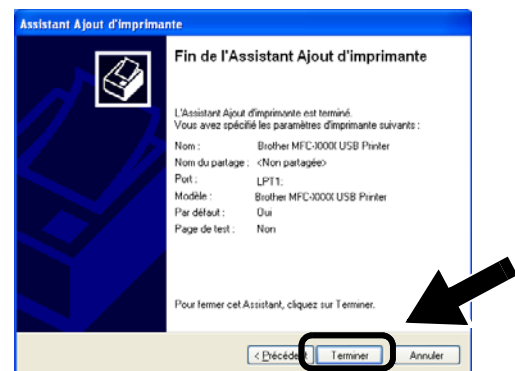 Assistant Ajout d'imprimante
Fin de l'Assistant Ajout d'imprimante
L'Assistant Ajout d'imprimante est terminé.
Vous avez spécifié les paramètres d'imprimante suivants :
Nom : Brother MFC-XXXX USB Printer
Nom du partage : <Non partagée>
Port : LPT1:
Modèle : Brother MFC-XXXX USB Printer
Par défaut : Oui
Page de test : Non
Pour fermer cet Assistant, cliquez sur Terminer.
< Précédent Terminer Annuler